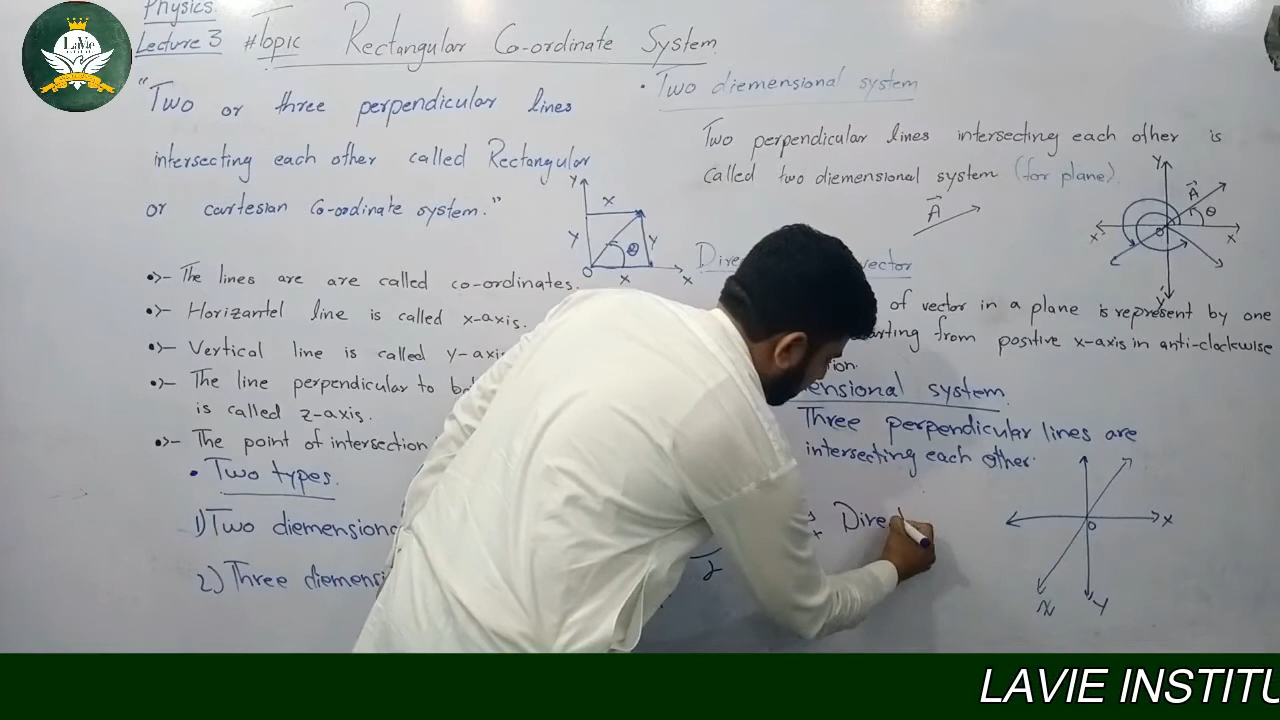 Physics
Lecture 3 #Topic Rectangular Co-ordinate System
LaVie
"Two or three perpendicular lines
intersecting each other called Rectangular
or cartesian Co-ordinate system."
•:- The lines are are called co-ordinates.
•:- Horizantel line is called x-axis.
•:- Vertical line is called y-axis
•:- The line perpendicular to
is called z-axis.
•:- The point of intersection
• Two types.
1) Two
2) Three
Y
X
Y
Y
θ
O
X
X
• Two diemensional system
Two perpendicular lines intersecting each other is
called two diemensional system (for plane).
A
Y
A
θ
O
X'
X
Y'
vector
of vector in a plane is represent by one
from positive x-axis in anti-clockwise
system.
Three perpendicular lines are
intersecting each other.
O
X
Y
LAVIE